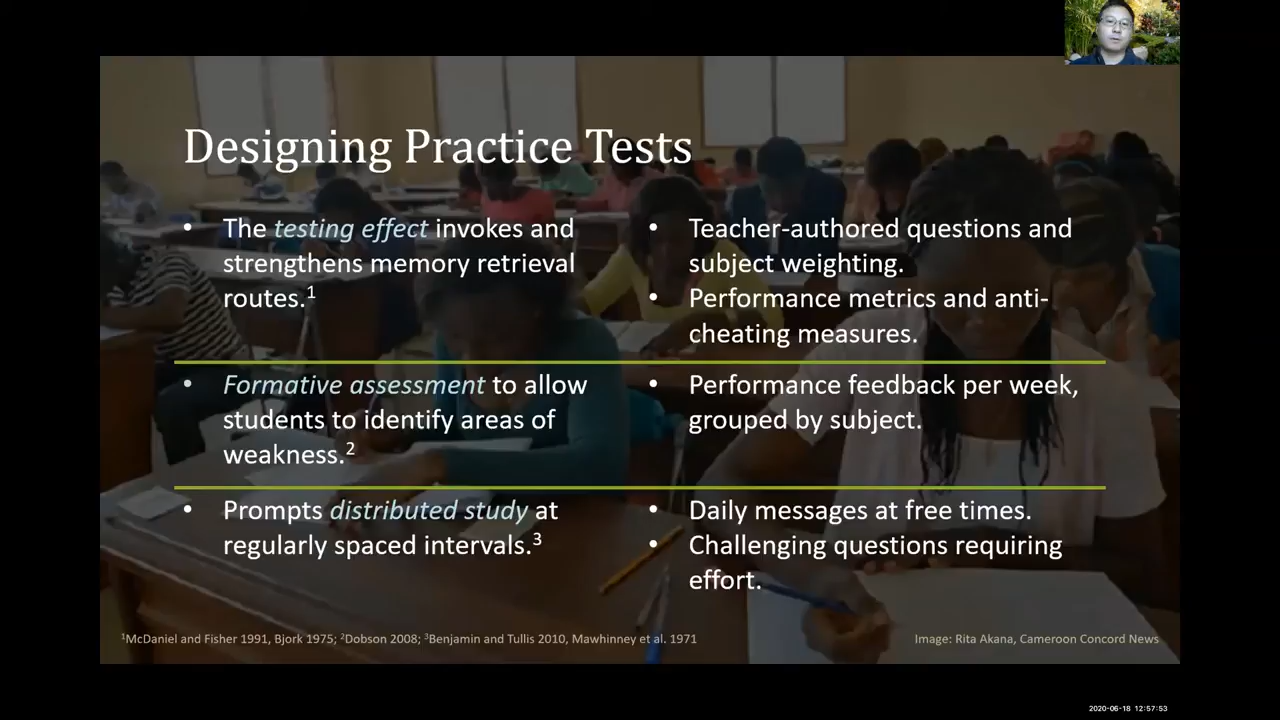 Designing Practice Tests
• The testing effect invokes and
strengthens memory retrieval
routes.¹
• Teacher-authored questions and
subject weighting.
• Performance metrics and anti-
cheating measures.
• Formative assessment to allow
students to identify areas of
weakness.²
• Performance feedback per week,
grouped by subject.
• Prompts distributed study at
regularly spaced intervals.³
• Daily messages at free times.
• Challenging questions requiring
effort.
¹McDaniel and Fisher 1991, Bjork 1975; ²Dobson 2008; ³Benjamin and Tullis 2010, Mawhinney et al. 1971
Image: Rita Akana, Cameroon Concord News
2020-06-18 12:57:53